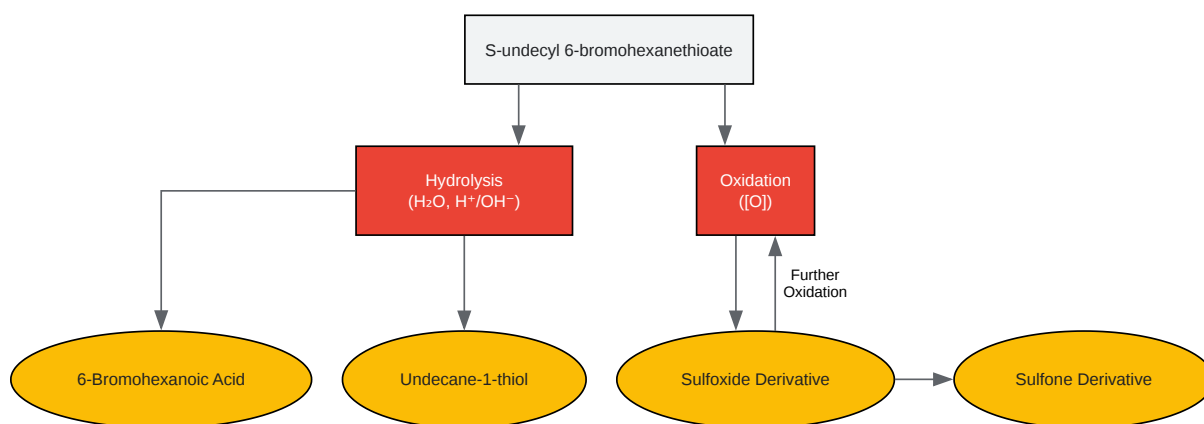 S-undecyl 6-bromohexanethioate
Hydrolysis
(H₂O, H⁺/OH⁻)
Oxidation
([O])
Further
Oxidation
6-Bromohexanoic Acid
Undecane-1-thiol
Sulfoxide Derivative
Sulfone Derivative